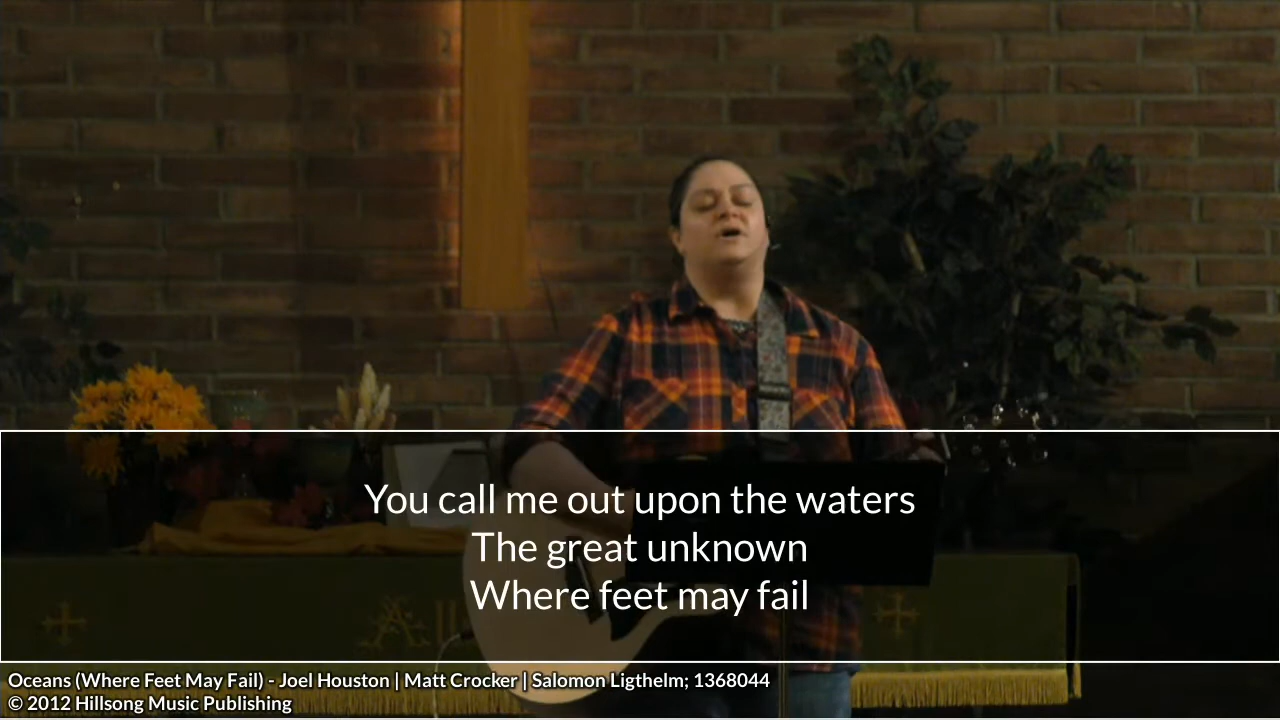 You call me out upon the waters
The great unknown
Where feet may fail
Oceans (Where Feet May Fail) - Joel Houston | Matt Crocker | Salomon Ligthelm; 1368044
© 2012 Hillsong Music Publishing